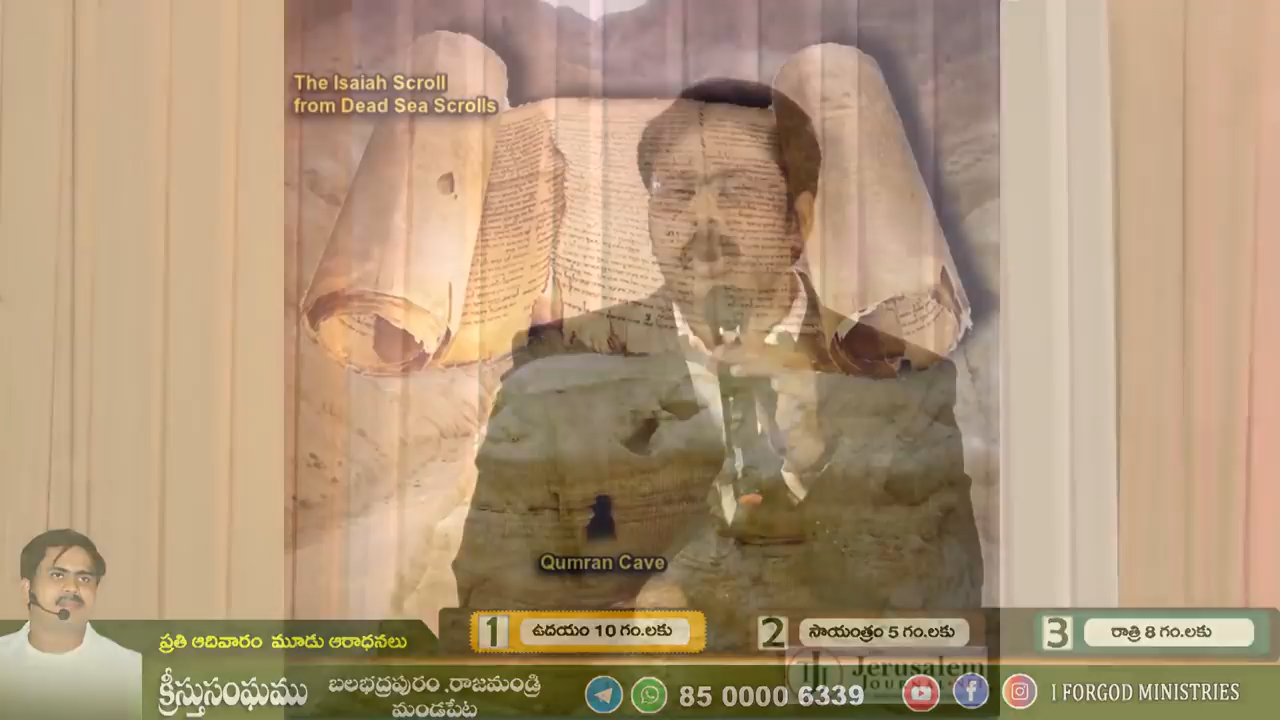 The Isaiah Scroll
from Dead Sea Scrolls
Qumran Cave
ప్రతి ఆదివారం మూడు ఆరాధనలు
1 ఉదయం 10 గం.లకు
2 సాయంత్రం 5 గం.లకు
3 రాత్రి 8 గం.లకు
క్రీస్తుసంఘము
బలభద్రపురం ,రాజమండ్రి
మండపేట
85 0000 6339
Jerusalem
I FORGOD MINISTRIES